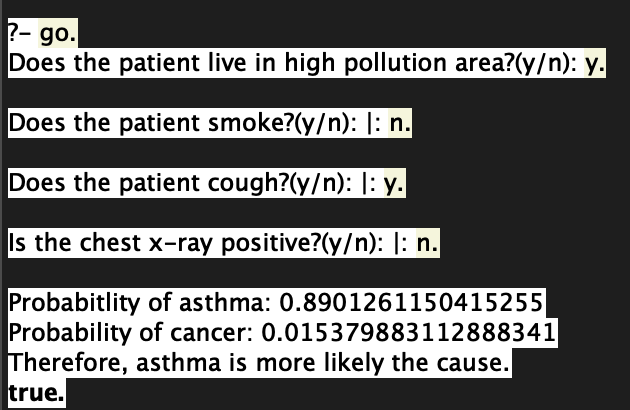 ?- go.
Does the patient live in high pollution area?(y/n): y.
Does the patient smoke?(y/n): |: n.
Does the patient cough?(y/n): |: y.
Is the chest x-ray positive?(y/n): |: n.
Probabitlity of asthma: 0.8901261150415255
Probability of cancer: 0.015379883112888341
Therefore, asthma is more likely the cause.
true.